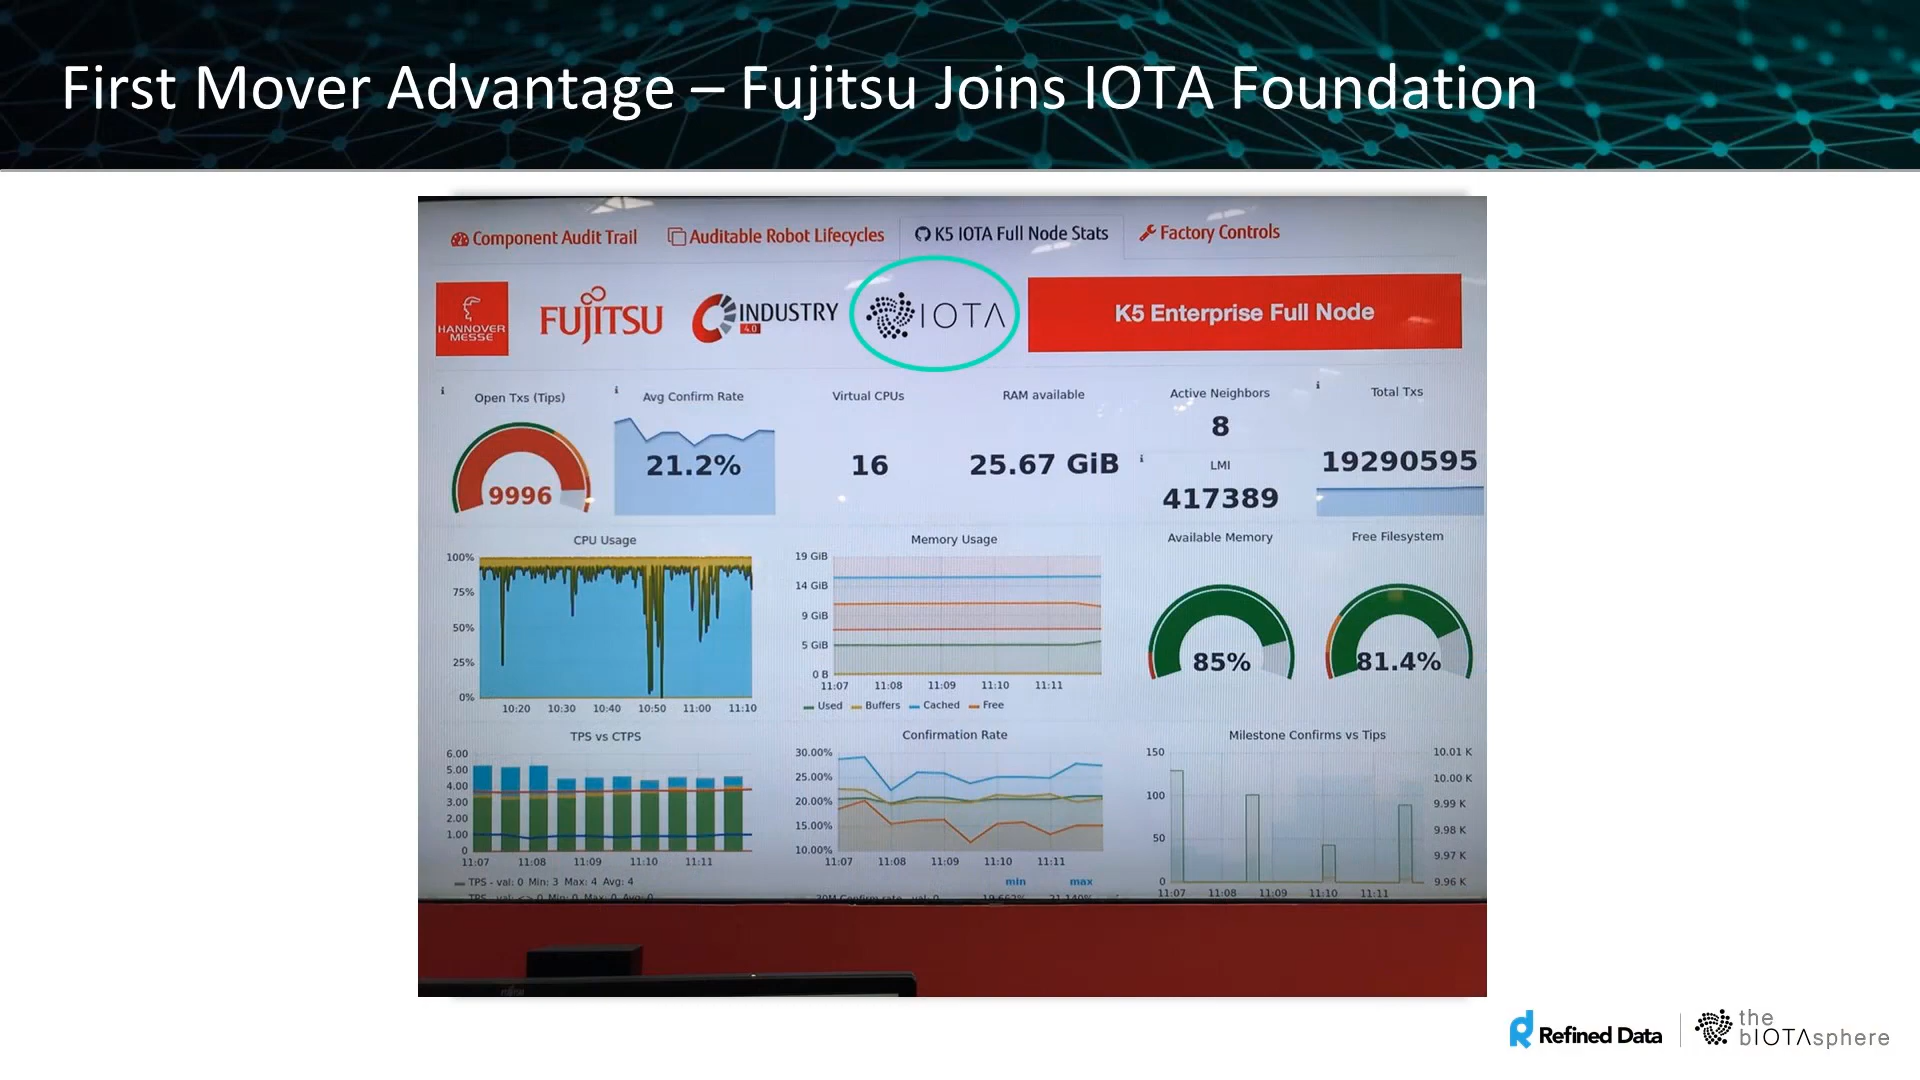 First Mover Advantage – Fujitsu Joins IOTA Foundation
Component Audit Trail
Auditable Robot Lifecycles
K5 IOTA Full Node Stats
Factory Controls
HANNOVER
MESSE
FUJITSU
INDUSTRY
4.0
IOTA
K5 Enterprise Full Node
Open Txs (Tips)
9996
Avg Confirm Rate
21.2%
Virtual CPUs
16
RAM available
25.67 GiB
Active Neighbors
8
LMI
417389
Total Txs
19290595
CPU Usage
100%
75%
50%
25%
0%
10:20 10:30 10:40 10:50 11:00 11:10
Memory Usage
19 GiB
14 GiB
9 GiB
5 GiB
0 B
11:07 11:08 11:09 11:10 11:11
Used Buffers Cached Free
Available Memory
85%
Free Filesystem
81.4%
TPS vs CTPS
6.00
5.00
4.00
3.00
2.00
1.00
0
11:07 11:08 11:09 11:10 11:11
TPS - val: 0 Min: 3 Max: 4 Avg: 4
Confirmation Rate
30.00%
25.00%
20.00%
15.00%
10.00%
11:07 11:08 11:09 11:10 11:11
min max
Milestone Confirms vs Tips
150
100
50
0
10.01 K
10.00 K
9.99 K
9.98 K
9.97 K
9.96 K
11:07 11:08 11:09 11:10 11:11
Refined Data
the
bIOTAsphere